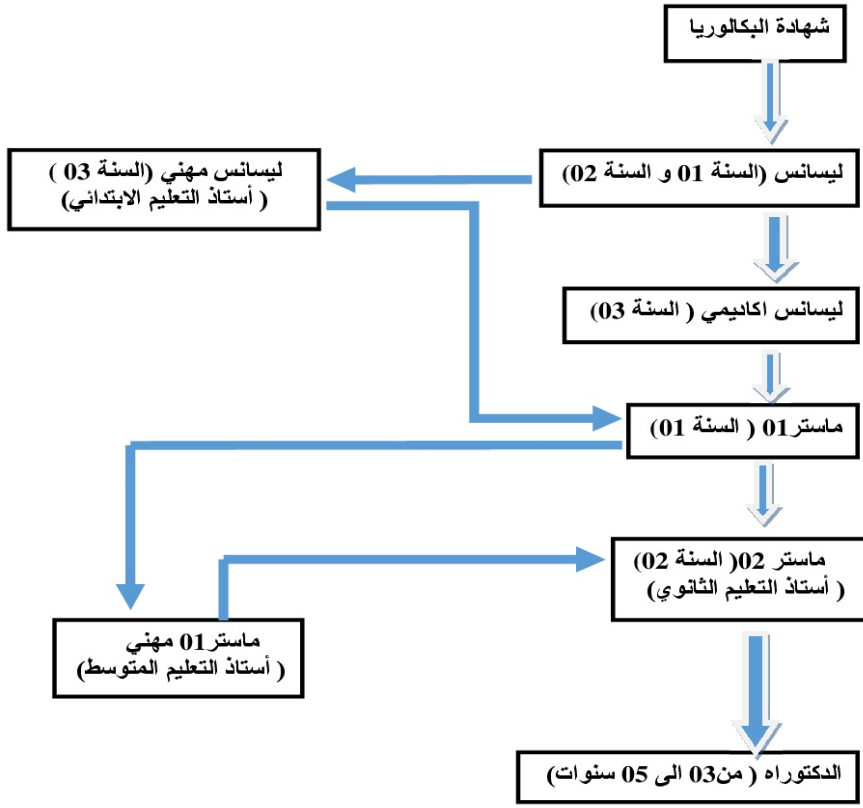 شهادة البكالوريا
ليسانس (السنة 01 و السنة 02)
ليسانس مهني (السنة 03 )
( أستاذ التعليم الابتدائي)
ليسانس اكاديمي ( السنة 03)
ماستر01 ( السنة 01)
ماستر 02( السنة 02)
( أستاذ التعليم الثانوي)
ماستر01 مهني
( أستاذ التعليم المتوسط)
الدكتوراه ( من03 الى 05 سنوات)